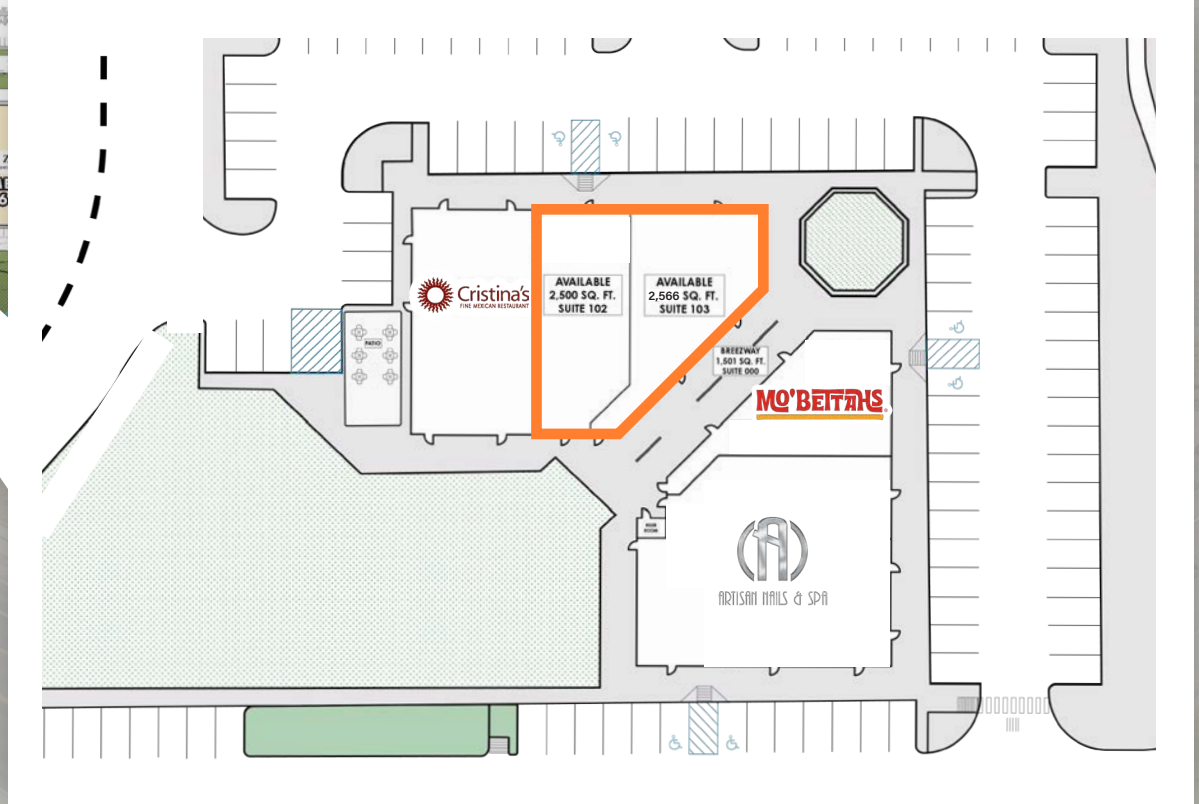 Cristina's
FINE MEXICAN RESTAURANT
AVAILABLE
2,500 SQ. FT.
SUITE 102
AVAILABLE
2,566 SQ. FT.
SUITE 103
PATIO
BREEZWAY
1,501 SQ. FT.
SUITE 000
MO'BETTAHS
ROOM
ARTISAN NAILS & SPA